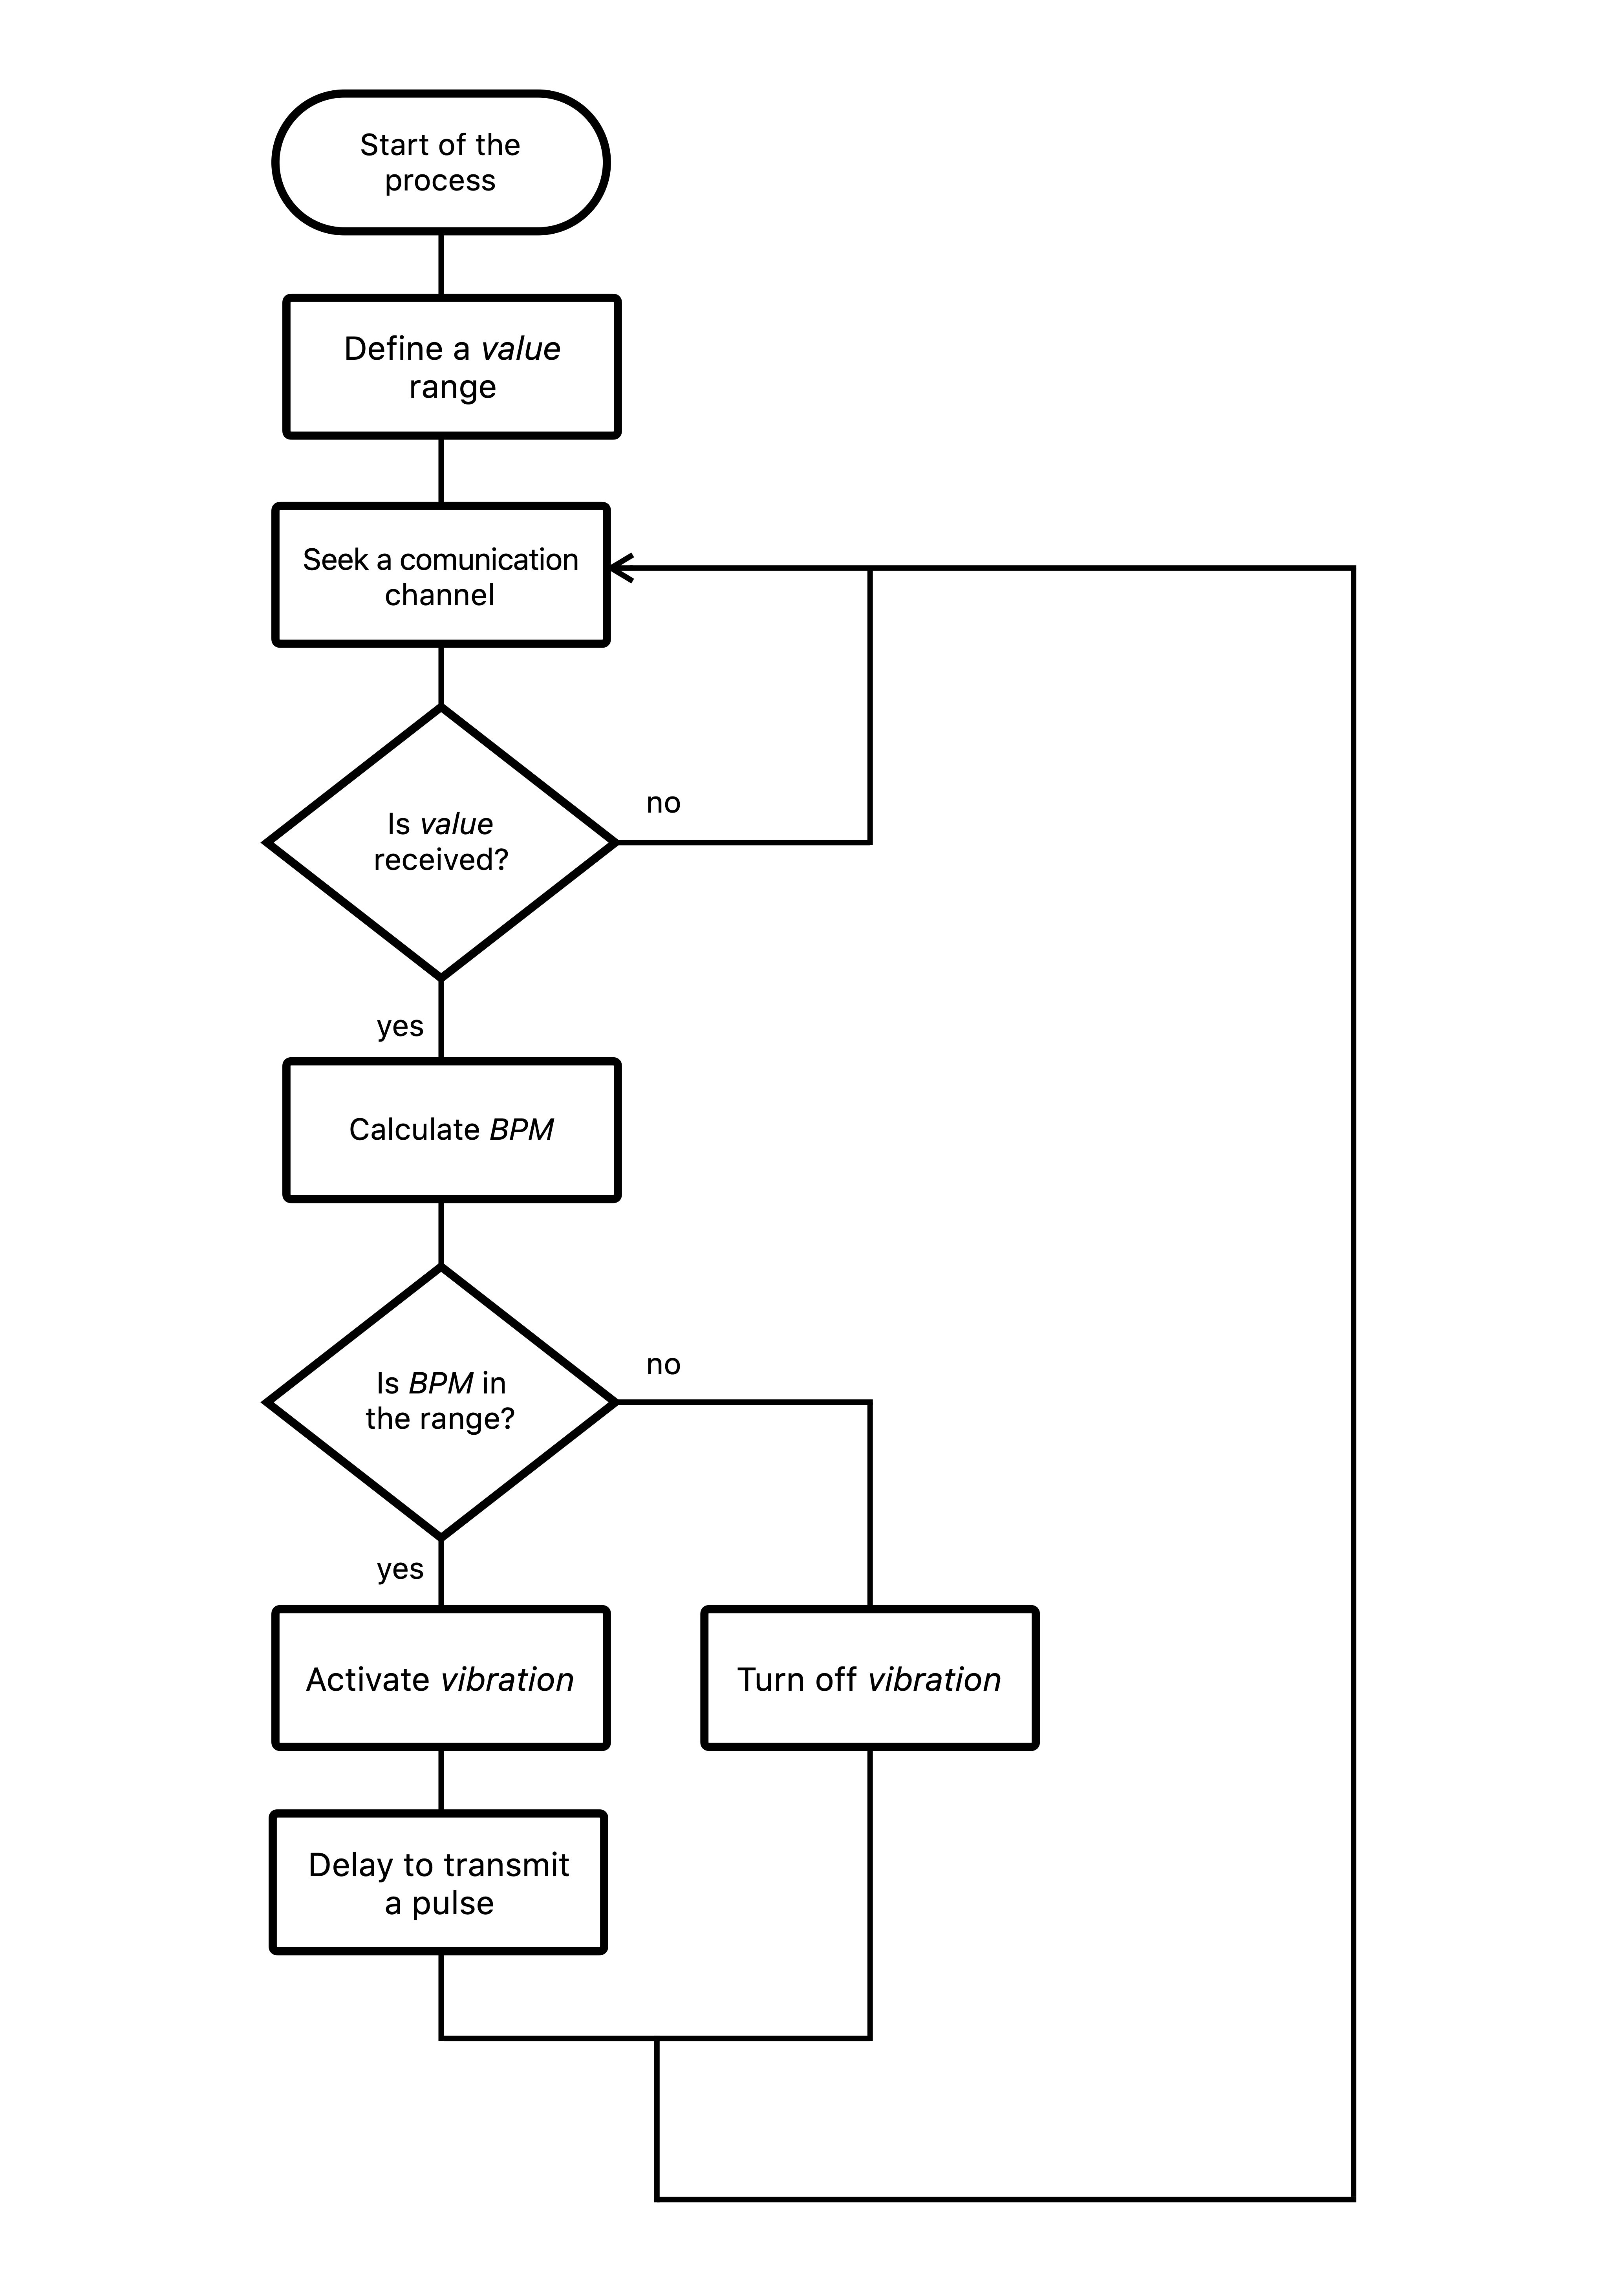 Start of the
process
Define a value
range
Seek a comunication
channel
Is value
received?
no
yes
Calculate BPM
Is BPM in
the range?
no
yes
Activate vibration
Turn off vibration
Delay to transmit
a pulse